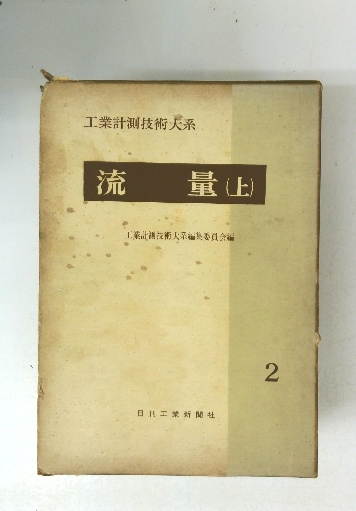 工業計測技術大系
流量(上)
工業計測技術大系編集委員会編
2
日刊工業新聞社